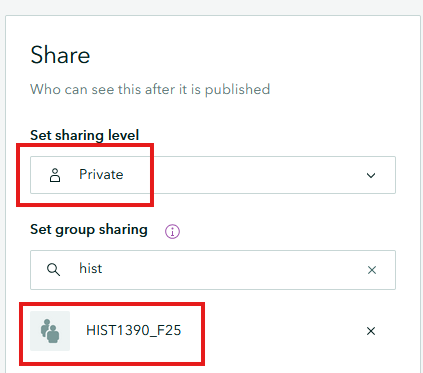 Share
Who can see this after it is published
Set sharing level
Private
Set group sharing
hist
HIST1390_F25